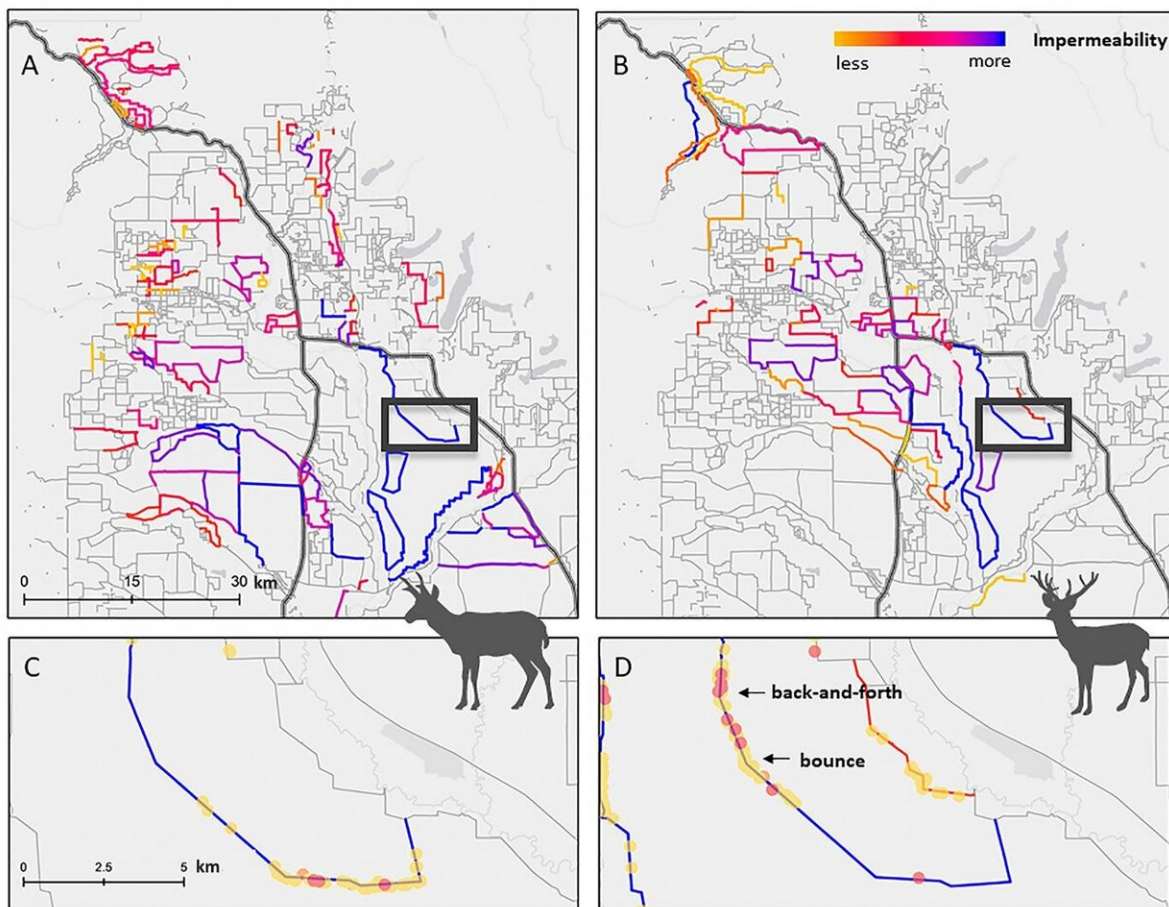 A
0 15 30 km
B
Impermeability
less more
C
0 2.5 5 km
D
back-and-forth
bounce